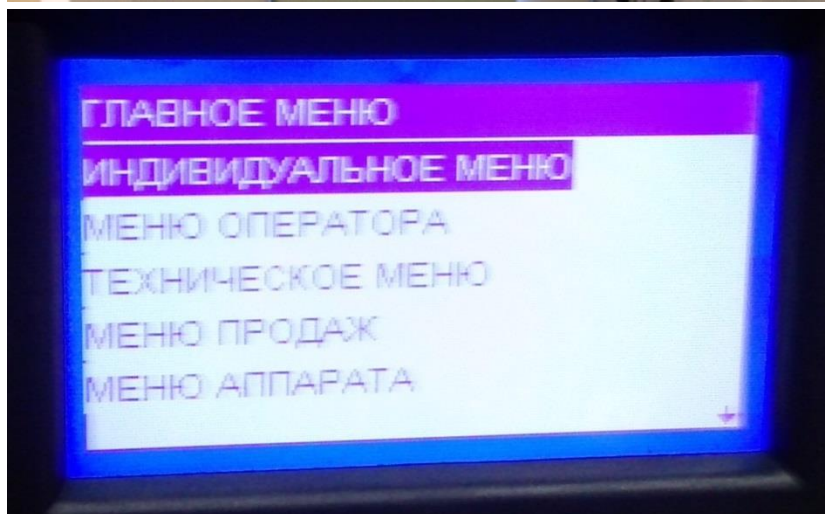 ГЛАВНОЕ МЕНЮ
ИНДИВИДУАЛЬНОЕ МЕНЮ
МЕНЮ ОПЕРАТОРА
ТЕХНИЧЕСКОЕ МЕНЮ
МЕНЮ ПРОДАЖ
МЕНЮ АППАРАТА